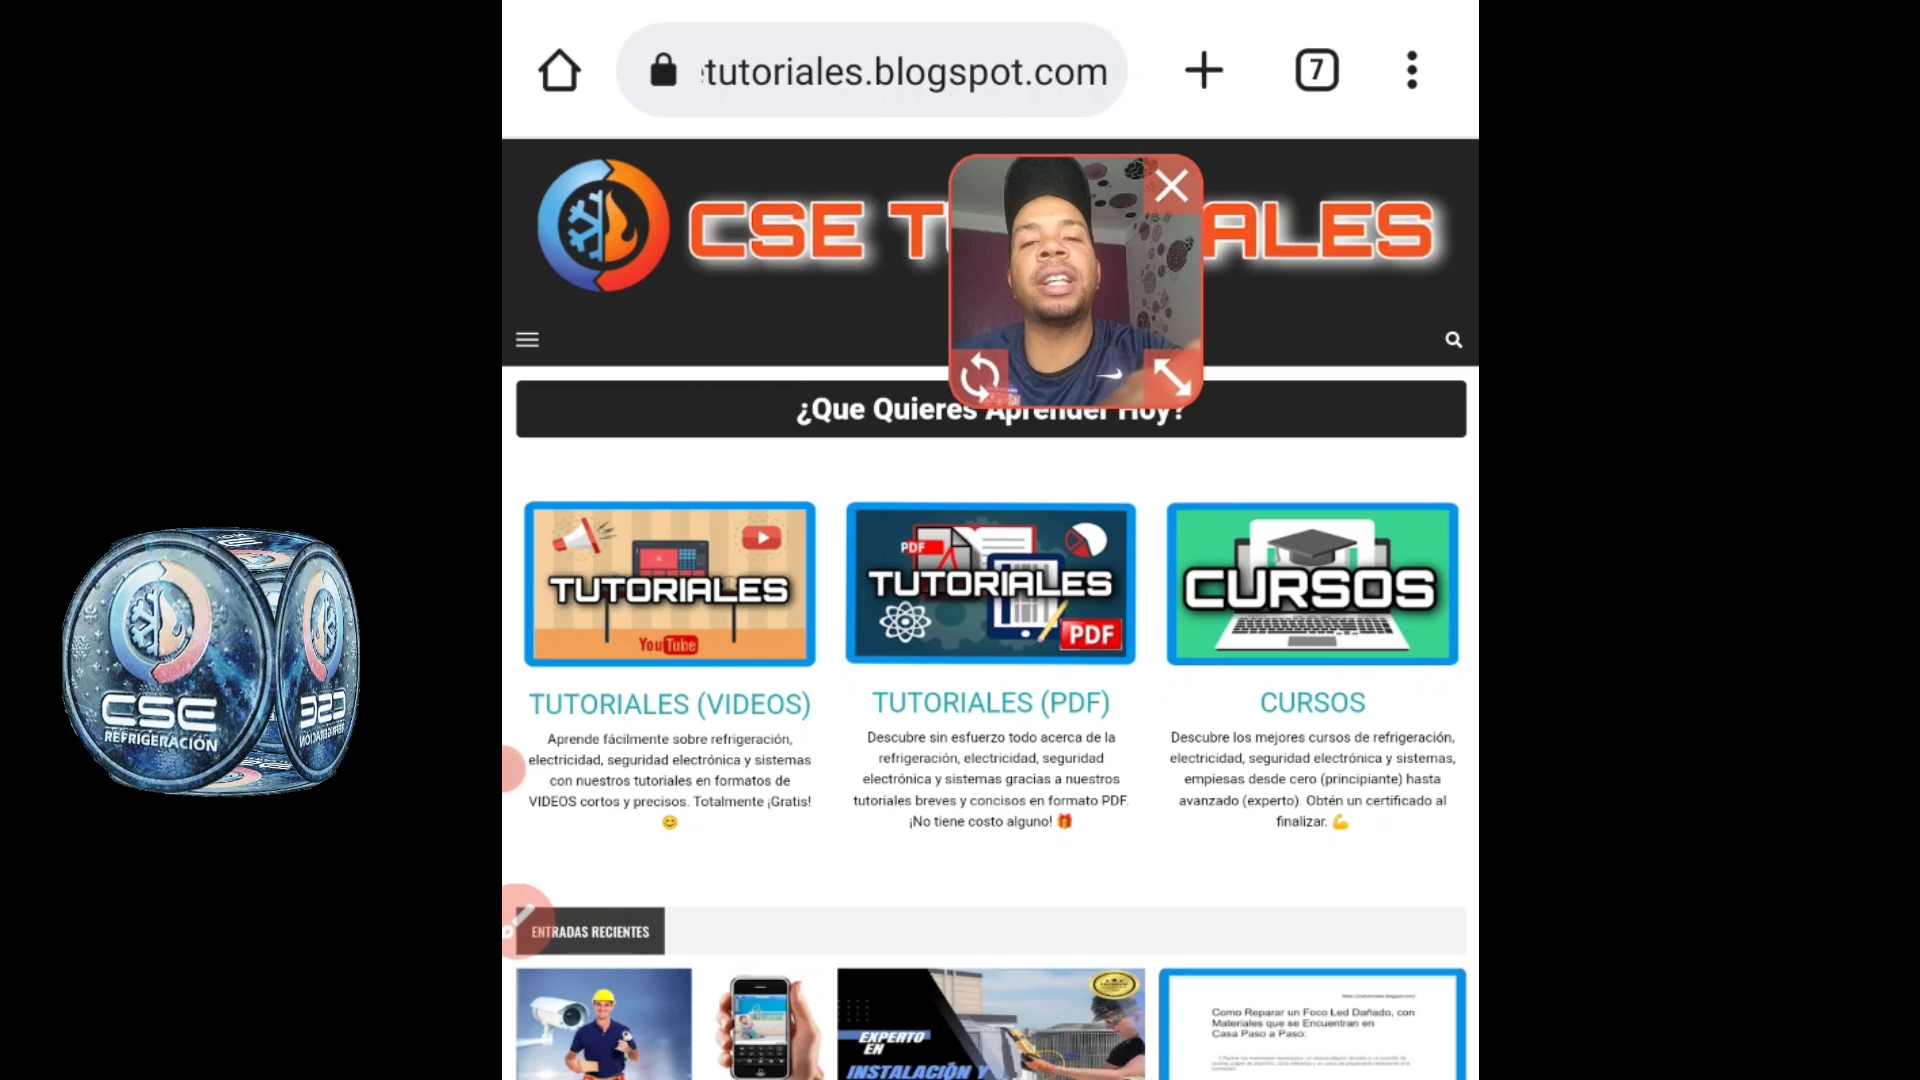 tutoriales.blogspot.com
7
CSE T ALES
¿Que Quieres Aprender Hoy?
TUTORIALES
YouTube
PDF
TUTORIALES
PDF
CURSOS
TUTORIALES (VIDEOS)
Aprende fácilmente sobre refrigeración,
electricidad, seguridad electrónica y sistemas
con nuestros tutoriales en formatos de
VIDEOS cortos y precisos. Totalmente ¡Gratis!
😊
TUTORIALES (PDF)
Descubre sin esfuerzo todo acerca de la
refrigeración, electricidad, seguridad
electrónica y sistemas gracias a nuestros
tutoriales breves y concisos en formato PDF.
¡No tiene costo alguno! 🎁
CURSOS
Descubre los mejores cursos de refrigeración,
electricidad, seguridad electrónica y sistemas,
empiesas desde cero (principiante) hasta
avanzado (experto). Obtén un certificado al
finalizar. 💪
CSE
REFRIGERACIÓN
ENTRADAS RECIENTES
EXPERTO
EN
INSTALACIÓN Y
Como Reparar un Foco Led Dañado, con
Materiales que se Encuentran en
Casa Paso a Paso: